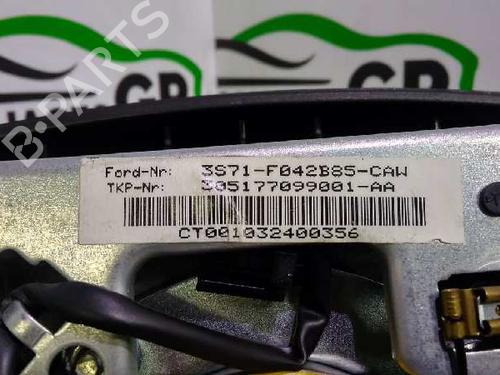 GP
GP
B-PARTS
Ford-Nr: 3S71-F042B85-CAW
TKP-Nr: 305177099001-AA
CT001032400356